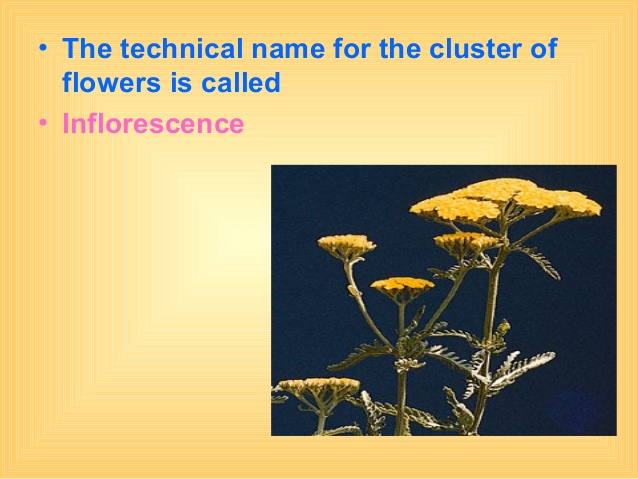 • The technical name for the cluster of
flowers is called
• Inflorescence